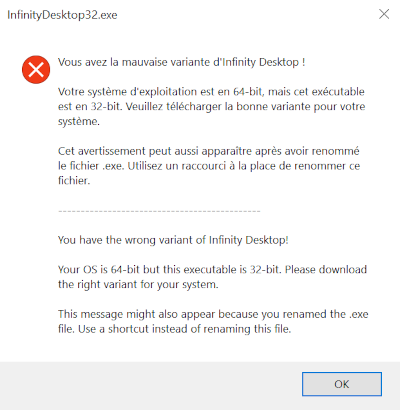 InfinityDesktop32.exe
Vous avez la mauvaise variante d'Infinity Desktop !
Votre système d'exploitation est en 64-bit, mais cet exécutable
est en 32-bit. Veuillez télécharger la bonne variante pour votre
système.
Cet avertissement peut aussi apparaître après avoir renommé
le fichier .exe. Utilisez un raccourci à la place de renommer ce
fichier.
---------------------------------------------
You have the wrong variant of Infinity Desktop!
Your OS is 64-bit but this executable is 32-bit. Please download
the right variant for your system.
This message might also appear because you renamed the .exe
file. Use a shortcut instead of renaming this file.
OK